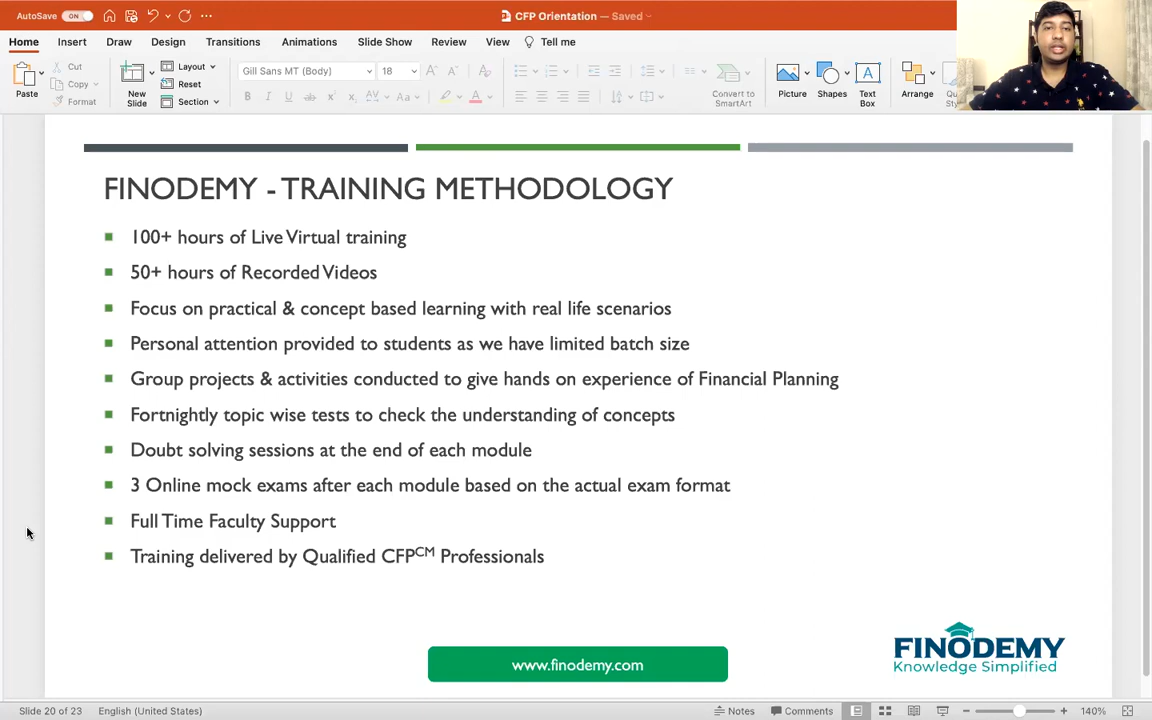 AutoSave ON CFP Orientation — Saved
Home Insert Draw Design Transitions Animations Slide Show Review View Tell me
Paste Cut Copy Format New Slide Layout Reset Section Gill Sans MT (Body) 18 Convert to SmartArt Picture Shapes Text Box Arrange
FINODEMY - TRAINING METHODOLOGY
100+ hours of Live Virtual training
50+ hours of Recorded Videos
Focus on practical & concept based learning with real life scenarios
Personal attention provided to students as we have limited batch size
Group projects & activities conducted to give hands on experience of Financial Planning
Fortnightly topic wise tests to check the understanding of concepts
Doubt solving sessions at the end of each module
3 Online mock exams after each module based on the actual exam format
Full Time Faculty Support
Training delivered by Qualified CFPCM Professionals
www.finodemy.com
FINODEMY
Knowledge Simplified
Slide 20 of 23 English (United States) Notes Comments 140%